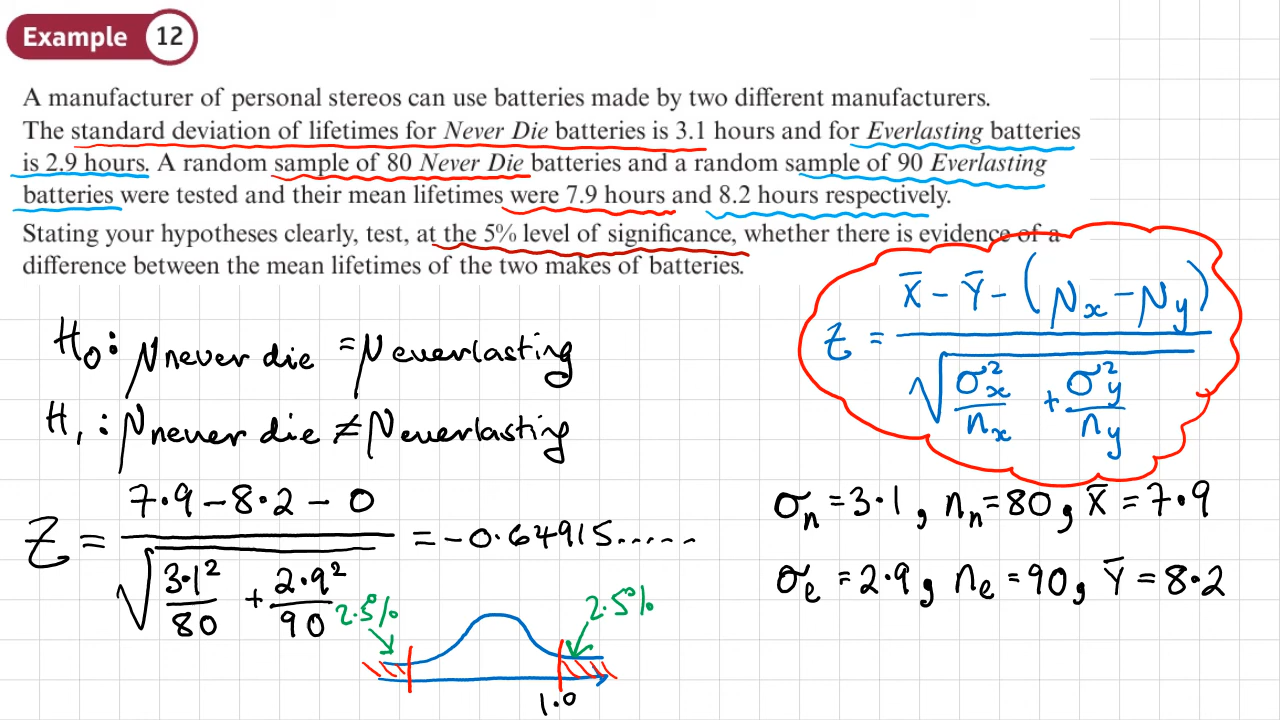 Example 12
A manufacturer of personal stereos can use batteries made by two different manufacturers.
The standard deviation of lifetimes for Never Die batteries is 3.1 hours and for Everlasting batteries
is 2.9 hours. A random sample of 80 Never Die batteries and a random sample of 90 Everlasting
batteries were tested and their mean lifetimes were 7.9 hours and 8.2 hours respectively.
Stating your hypotheses clearly, test, at the 5% level of significance, whether there is evidence of a
difference between the mean lifetimes of the two makes of batteries.
Z = (X̄ - Ȳ - (μx - μy)) / √(σ²x/nx + σ²y/ny)
H₀: μ never die = μ everlasting
H₁: μ never die ≠ μ everlasting
Z = (7.9 - 8.2 - 0) / √(3.1²/80 + 2.9²/90) = -0.64915.....
σn = 3.1, nn = 80, X̄ = 7.9
σe = 2.9, ne = 90, Ȳ = 8.2
2.5% 2.5%
1.0